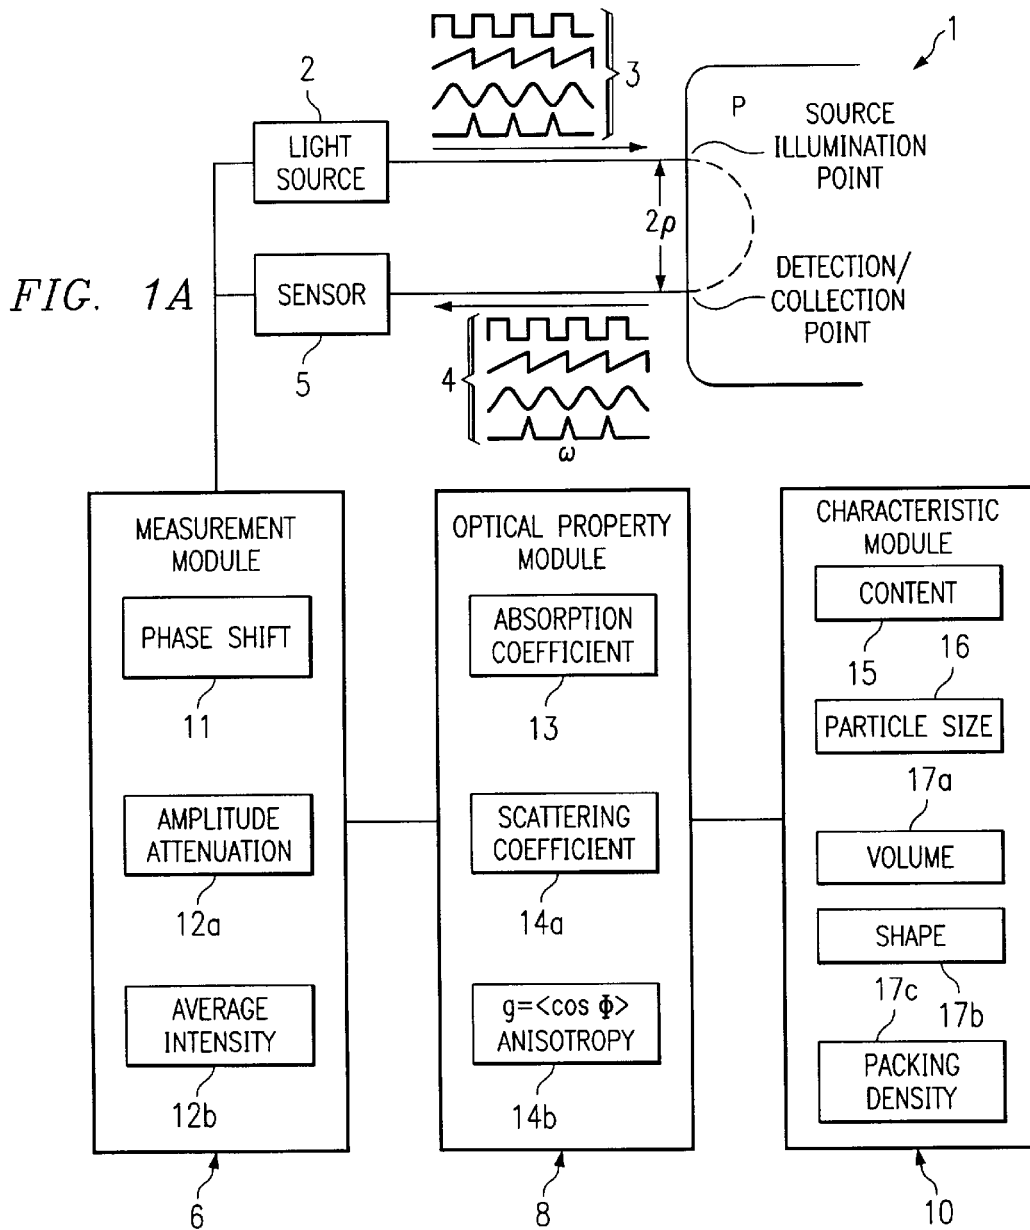 1
2
3
P
SOURCE
ILLUMINATION
POINT
LIGHT
SOURCE
2ρ
FIG. 1A
SENSOR
DETECTION/
COLLECTION
POINT
5
4
ω
MEASUREMENT
MODULE
PHASE SHIFT
11
AMPLITUDE
ATTENUATION
12a
AVERAGE
INTENSITY
12b
6
OPTICAL PROPERTY
MODULE
ABSORPTION
COEFFICIENT
13
SCATTERING
COEFFICIENT
14a
g=<cos Φ>
ANISOTROPY
14b
8
CHARACTERISTIC
MODULE
CONTENT
15
16
PARTICLE SIZE
17a
VOLUME
SHAPE
17c
17b
PACKING
DENSITY
10